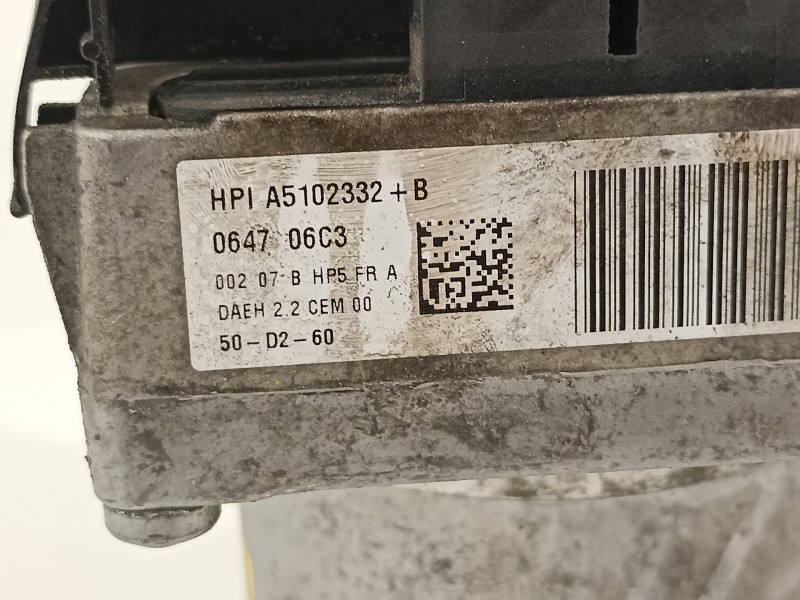 HPI A5102332+B
0647 06C3
002 07 B HP5 FR A
DAEH 2.2 CEM 00
50-D2-60